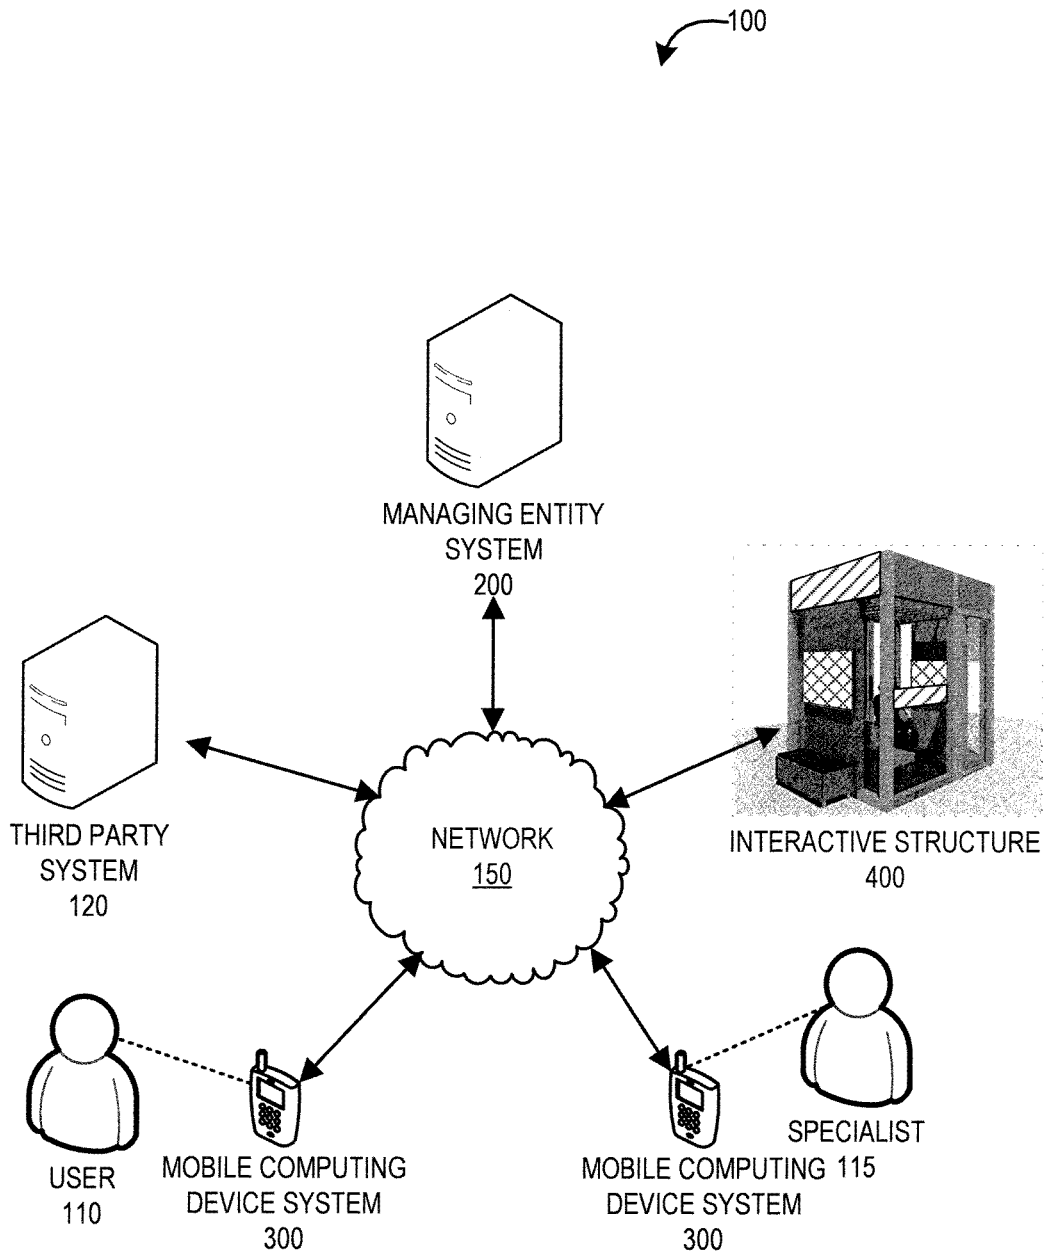 100
MANAGING ENTITY
SYSTEM
200
THIRD PARTY
SYSTEM
120
NETWORK
150
INTERACTIVE STRUCTURE
400
USER
110
MOBILE COMPUTING
DEVICE SYSTEM
300
MOBILE COMPUTING
DEVICE SYSTEM
300
SPECIALIST
115